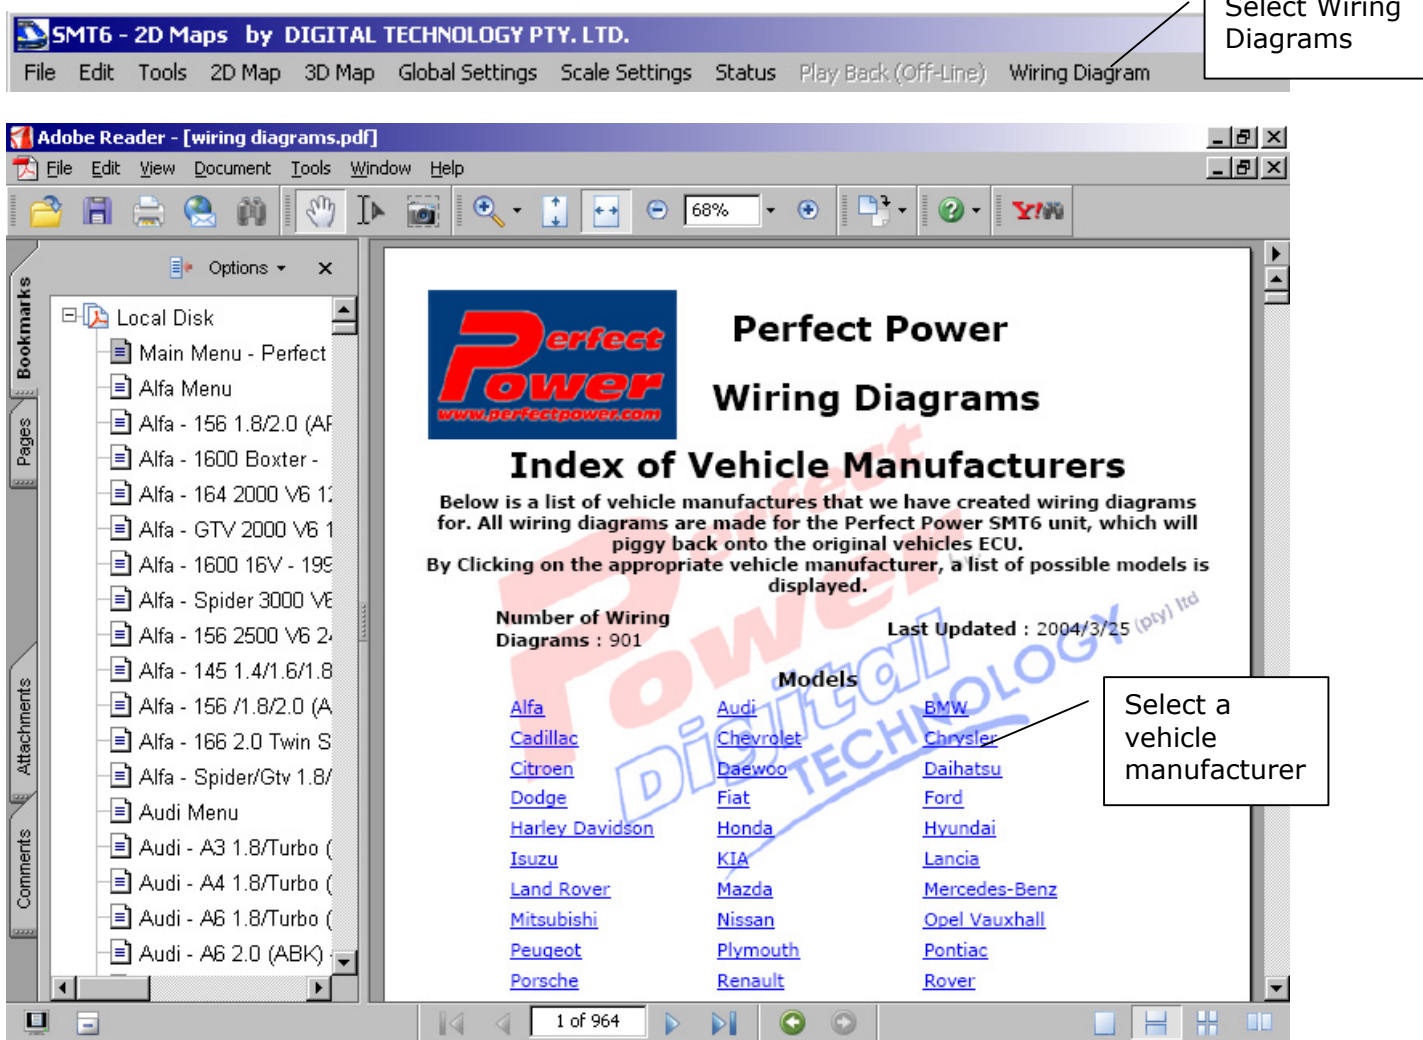 Select Wiring
Diagrams
SMT6 - 2D Maps by DIGITAL TECHNOLOGY PTY. LTD.
File Edit Tools 2D Map 3D Map Global Settings Scale Settings Status Play Back (Off-Line) Wiring Diagram
Adobe Reader - [wiring diagrams.pdf]
File Edit View Document Tools Window Help
68%
Y!
Bookmarks
Pages
Attachments
Comments
Options
Local Disk
Main Menu - Perfect
Alfa Menu
Alfa - 156 1.8/2.0 (AR
Alfa - 1600 Boxter -
Alfa - 164 2000 V6 12
Alfa - GTV 2000 V6 1
Alfa - 1600 16V - 199
Alfa - Spider 3000 V6
Alfa - 156 2500 V6 24
Alfa - 145 1.4/1.6/1.8
Alfa - 156 /1.8/2.0 (A
Alfa - 166 2.0 Twin S
Alfa - Spider/Gtv 1.8/
Audi Menu
Audi - A3 1.8/Turbo (
Audi - A4 1.8/Turbo (
Audi - A6 1.8/Turbo (
Audi - A6 2.0 (ABK) -
Perfect
Power
www.perfectpower.com
Perfect Power
Wiring Diagrams
Index of Vehicle Manufacturers
Below is a list of vehicle manufactures that we have created wiring diagrams
for. All wiring diagrams are made for the Perfect Power SMT6 unit, which will
piggy back onto the original vehicles ECU.
By Clicking on the appropriate vehicle manufacturer, a list of possible models is
displayed.
Number of Wiring
Diagrams : 901
Last Updated : 2004/3/25
Models
Alfa Audi BMW
Cadillac Chevrolet Chrysler
Citroen Daewoo Daihatsu
Dodge Fiat Ford
Harley Davidson Honda Hyundai
Isuzu KIA Lancia
Land Rover Mazda Mercedes-Benz
Mitsubishi Nissan Opel Vauxhall
Peugeot Plymouth Pontiac
Porsche Renault Rover
Perfect
Power
by:
Digital
TECHNOLOGY (pty) ltd
Select a
vehicle
manufacturer
1 of 964